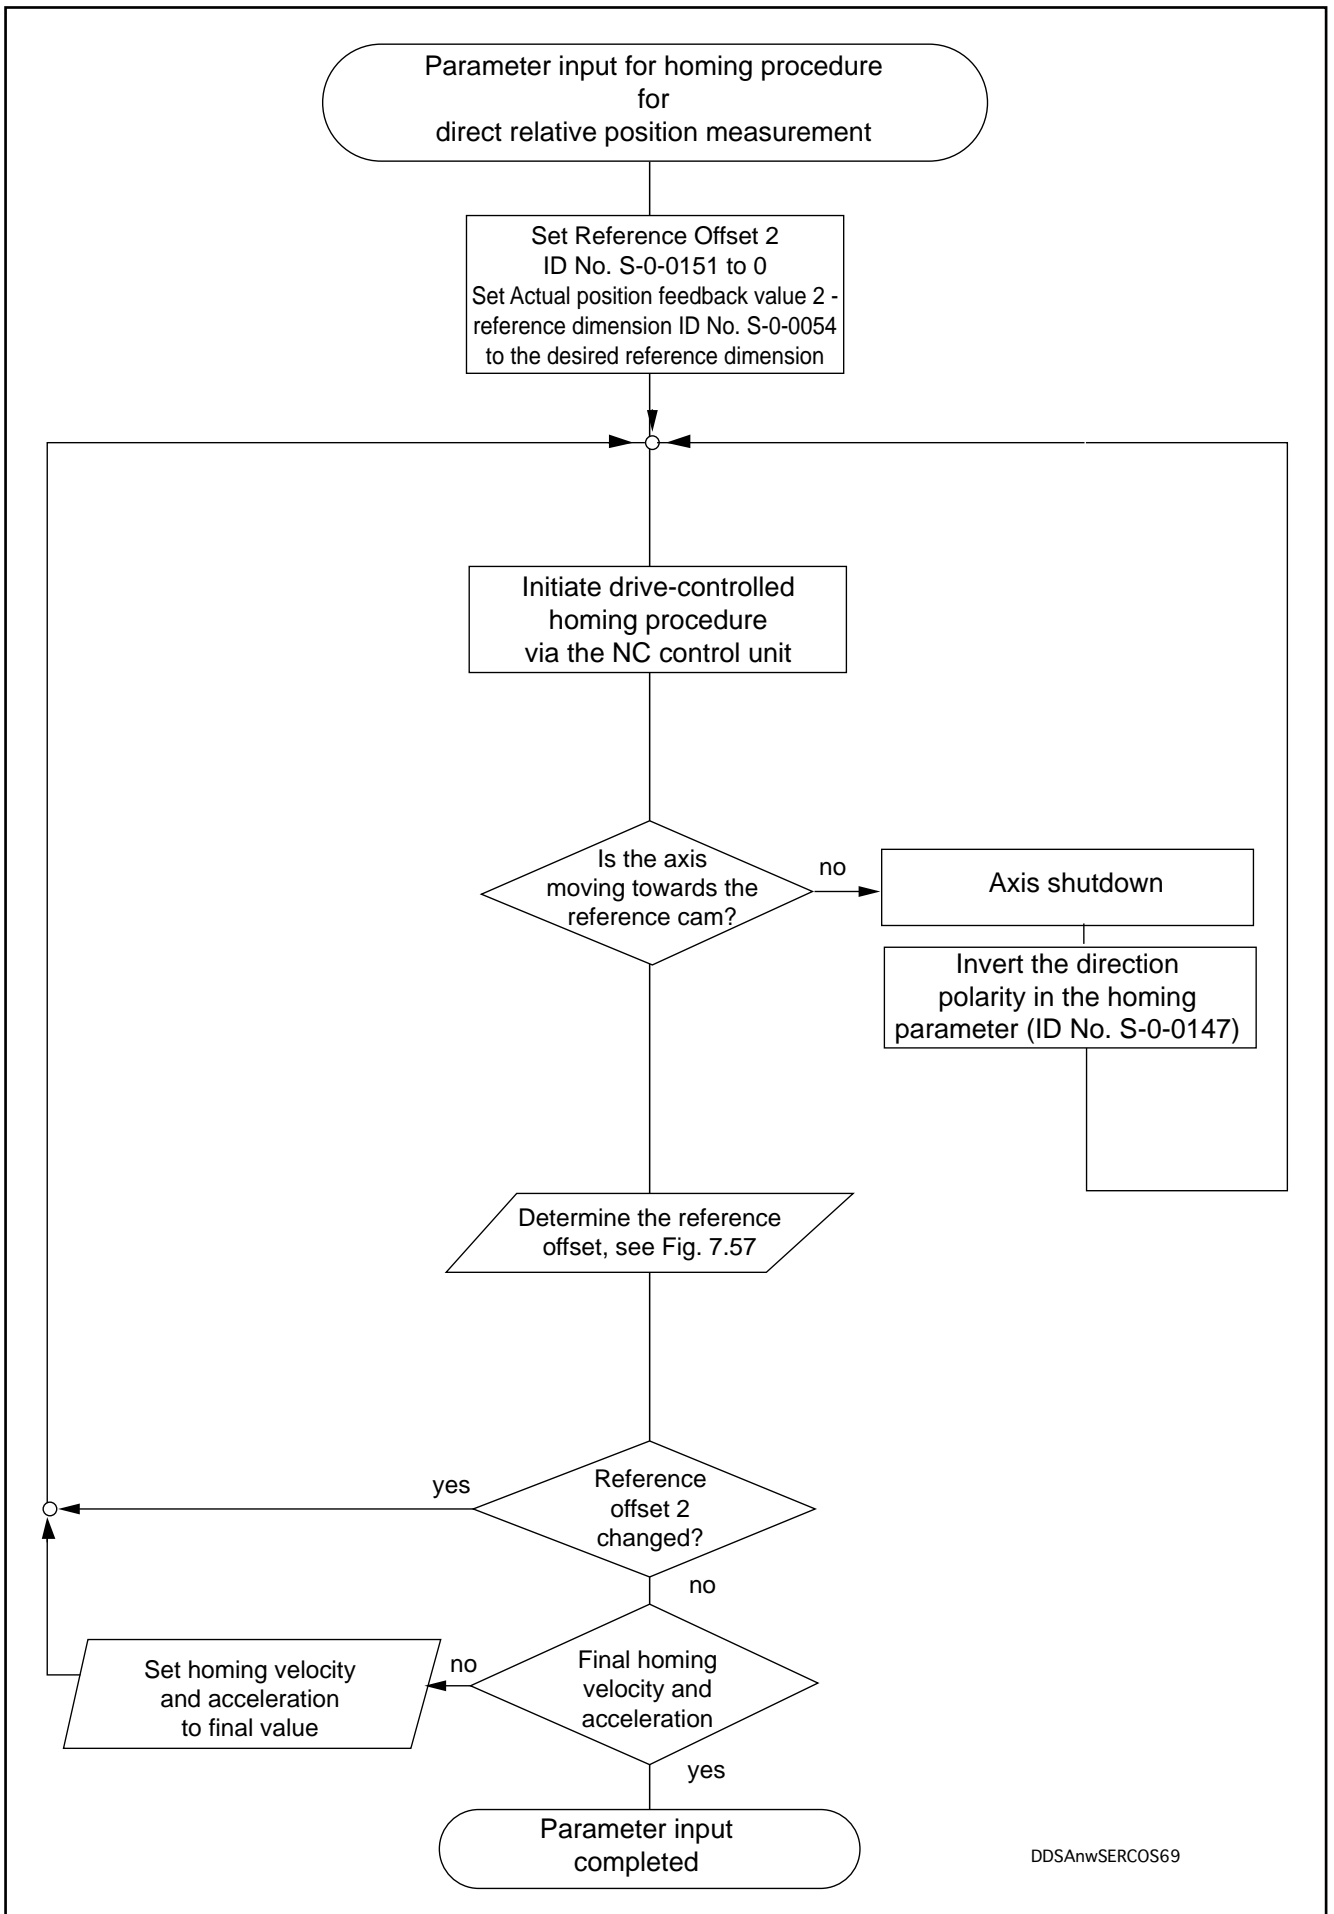 Parameter input for homing procedure
for
direct relative position measurement
Set Reference Offset 2
ID No. S-0-0151 to 0
Set Actual position feedback value 2 -
reference dimension ID No. S-0-0054
to the desired reference dimension
Initiate drive-controlled
homing procedure
via the NC control unit
Is the axis
moving towards the
reference cam?
no
Axis shutdown
Invert the direction
polarity in the homing
parameter (ID No. S-0-0147)
Determine the reference
offset, see Fig. 7.57
yes
Reference
offset 2
changed?
no
Final homing
velocity and
acceleration
no
Set homing velocity
and acceleration
to final value
yes
Parameter input
completed
DDSAnwSERCOS69